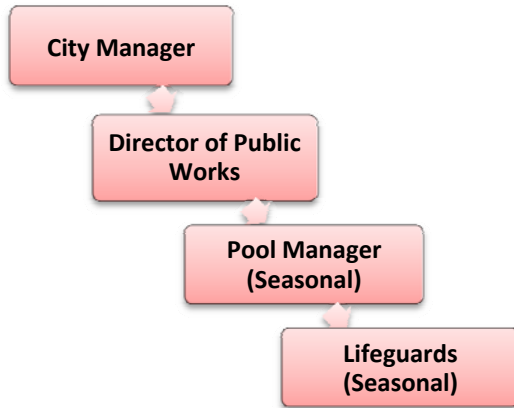 City Manager
Director of Public
Works
Pool Manager
(Seasonal)
Lifeguards
(Seasonal)